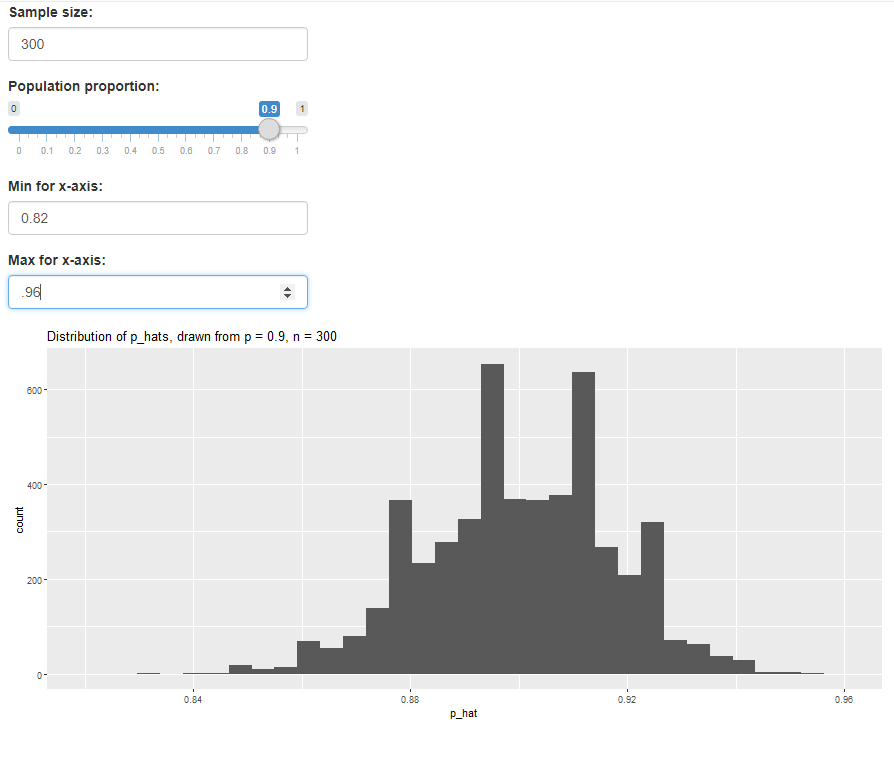 Sample size:
300
Population proportion:
0 0.9 1
0 0.1 0.2 0.3 0.4 0.5 0.6 0.7 0.8 0.9 1
Min for x-axis:
0.82
Max for x-axis:
.96
Distribution of p_hats, drawn from p = 0.9, n = 300
600
400
count
200
0
0.84 0.88 0.92 0.96
p_hat